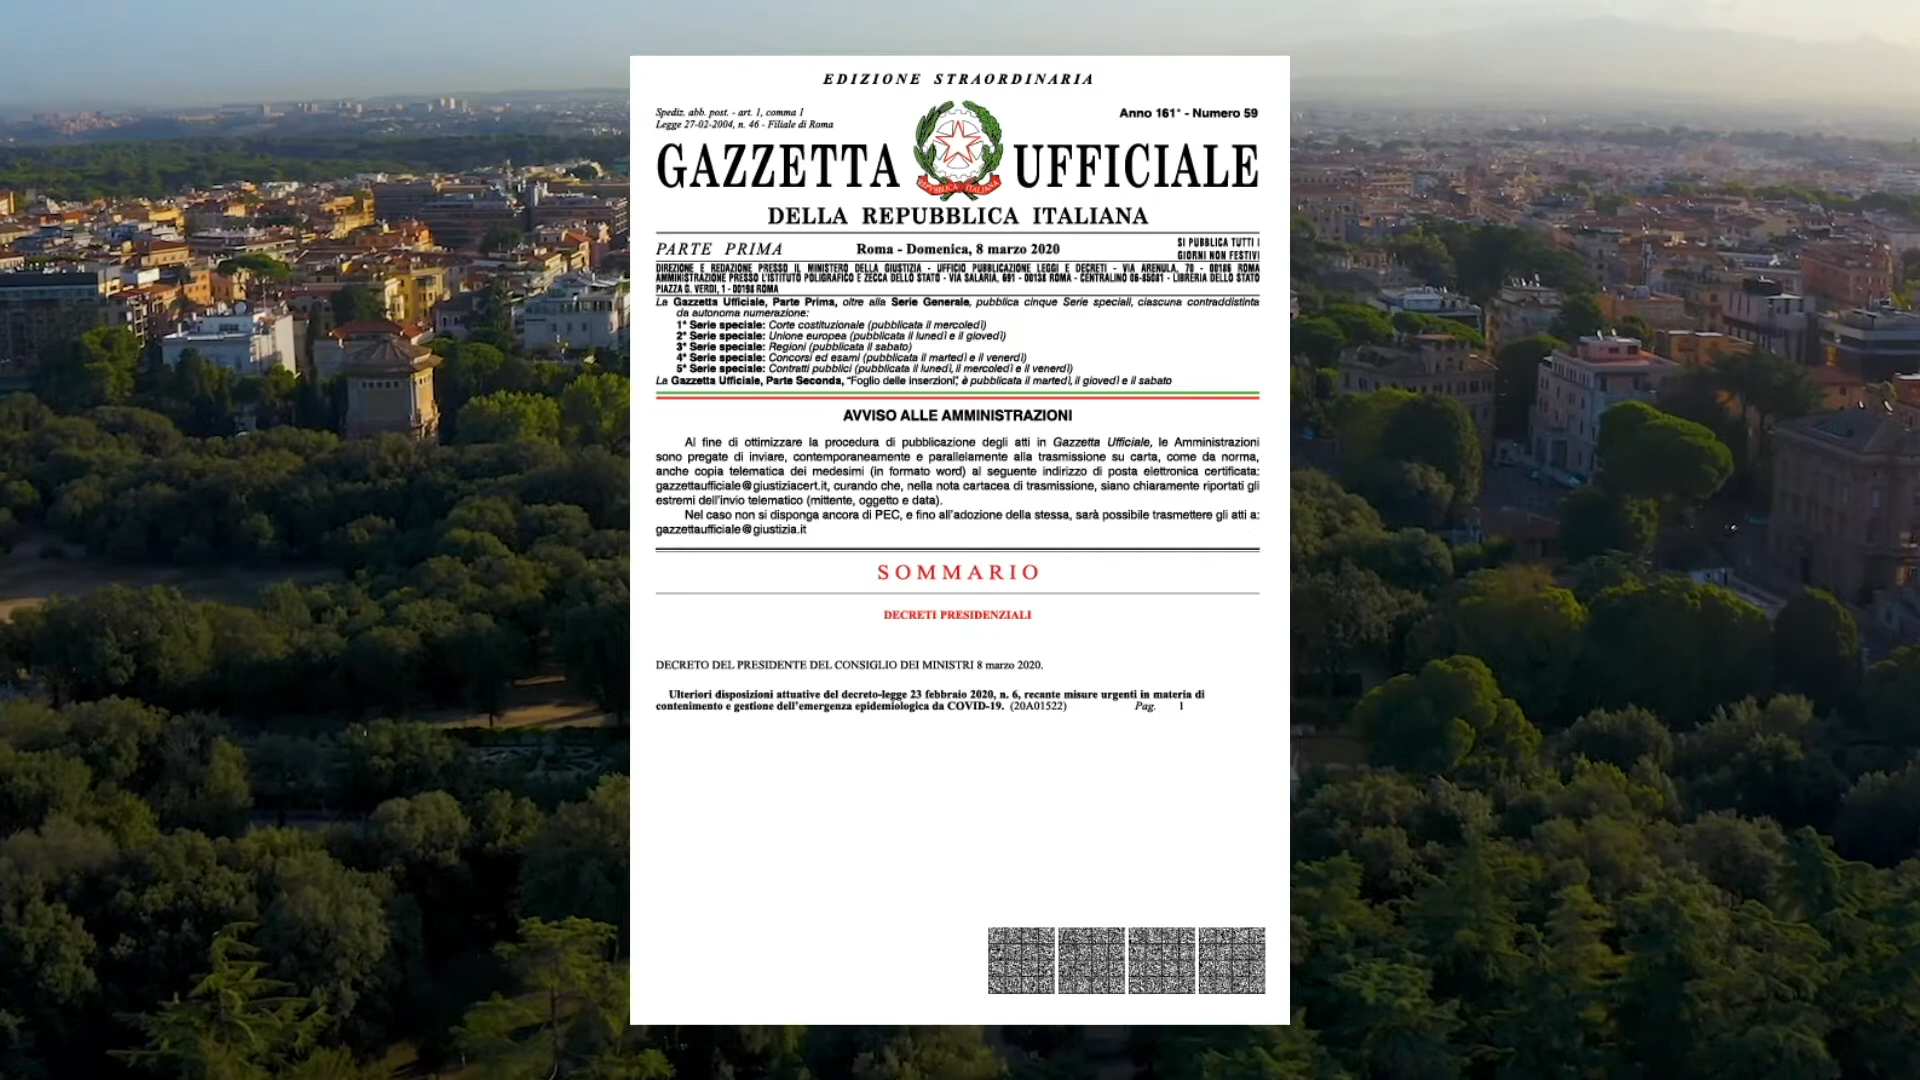 EDIZIONE STRAORDINARIA
Spediz. abb. post. - art. 1, comma 1
Legge 27-02-2004, n. 46 - Filiale di Roma
Anno 161° - Numero 59
GAZZETTA UFFICIALE
REPUBBLICA ITALIANA
DELLA REPUBBLICA ITALIANA
PARTE PRIMA
Roma - Domenica, 8 marzo 2020
SI PUBBLICA TUTTI I
GIORNI NON FESTIVI
DIREZIONE E REDAZIONE PRESSO IL MINISTERO DELLA GIUSTIZIA - UFFICIO PUBBLICAZIONE LEGGI E DECRETI - VIA ARENULA, 70 - 00186 ROMA
AMMINISTRAZIONE PRESSO L'ISTITUTO POLIGRAFICO E ZECCA DELLO STATO - VIA SALARIA, 691 - 00138 ROMA - CENTRALINO 06-85081 - LIBRERIA DELLO STATO
PIAZZA G. VERDI, 1 - 00198 ROMA
La Gazzetta Ufficiale, Parte Prima, oltre alla Serie Generale, pubblica cinque Serie speciali, ciascuna contraddistinta
da autonoma numerazione:
1ª Serie speciale: Corte costituzionale (pubblicata il mercoledì)
2ª Serie speciale: Unione europea (pubblicata il lunedì e il giovedì)
3ª Serie speciale: Regioni (pubblicata il sabato)
4ª Serie speciale: Concorsi ed esami (pubblicata il martedì e il venerdì)
5ª Serie speciale: Contratti pubblici (pubblicata il lunedì, il mercoledì e il venerdì)
La Gazzetta Ufficiale, Parte Seconda, "Foglio delle inserzioni", è pubblicata il martedì, il giovedì e il sabato
AVVISO ALLE AMMINISTRAZIONI
Al fine di ottimizzare la procedura di pubblicazione degli atti in Gazzetta Ufficiale, le Amministrazioni
sono pregate di inviare, contemporaneamente e parallelamente alla trasmissione su carta, come da norma,
anche copia telematica dei medesimi (in formato word) al seguente indirizzo di posta elettronica certificata:
gazzettaufficiale@giustiziacert.it, curando che, nella nota cartacea di trasmissione, siano chiaramente riportati gli
estremi dell'invio telematico (mittente, oggetto e data).
Nel caso non si disponga ancora di PEC, e fino all'adozione della stessa, sarà possibile trasmettere gli atti a:
gazzettaufficiale@giustizia.it
SOMMARIO
DECRETI PRESIDENZIALI
DECRETO DEL PRESIDENTE DEL CONSIGLIO DEI MINISTRI 8 marzo 2020.
Ulteriori disposizioni attuative del decreto-legge 23 febbraio 2020, n. 6, recante misure urgenti in materia di
contenimento e gestione dell'emergenza epidemiologica da COVID-19. (20A01522) Pag. 1